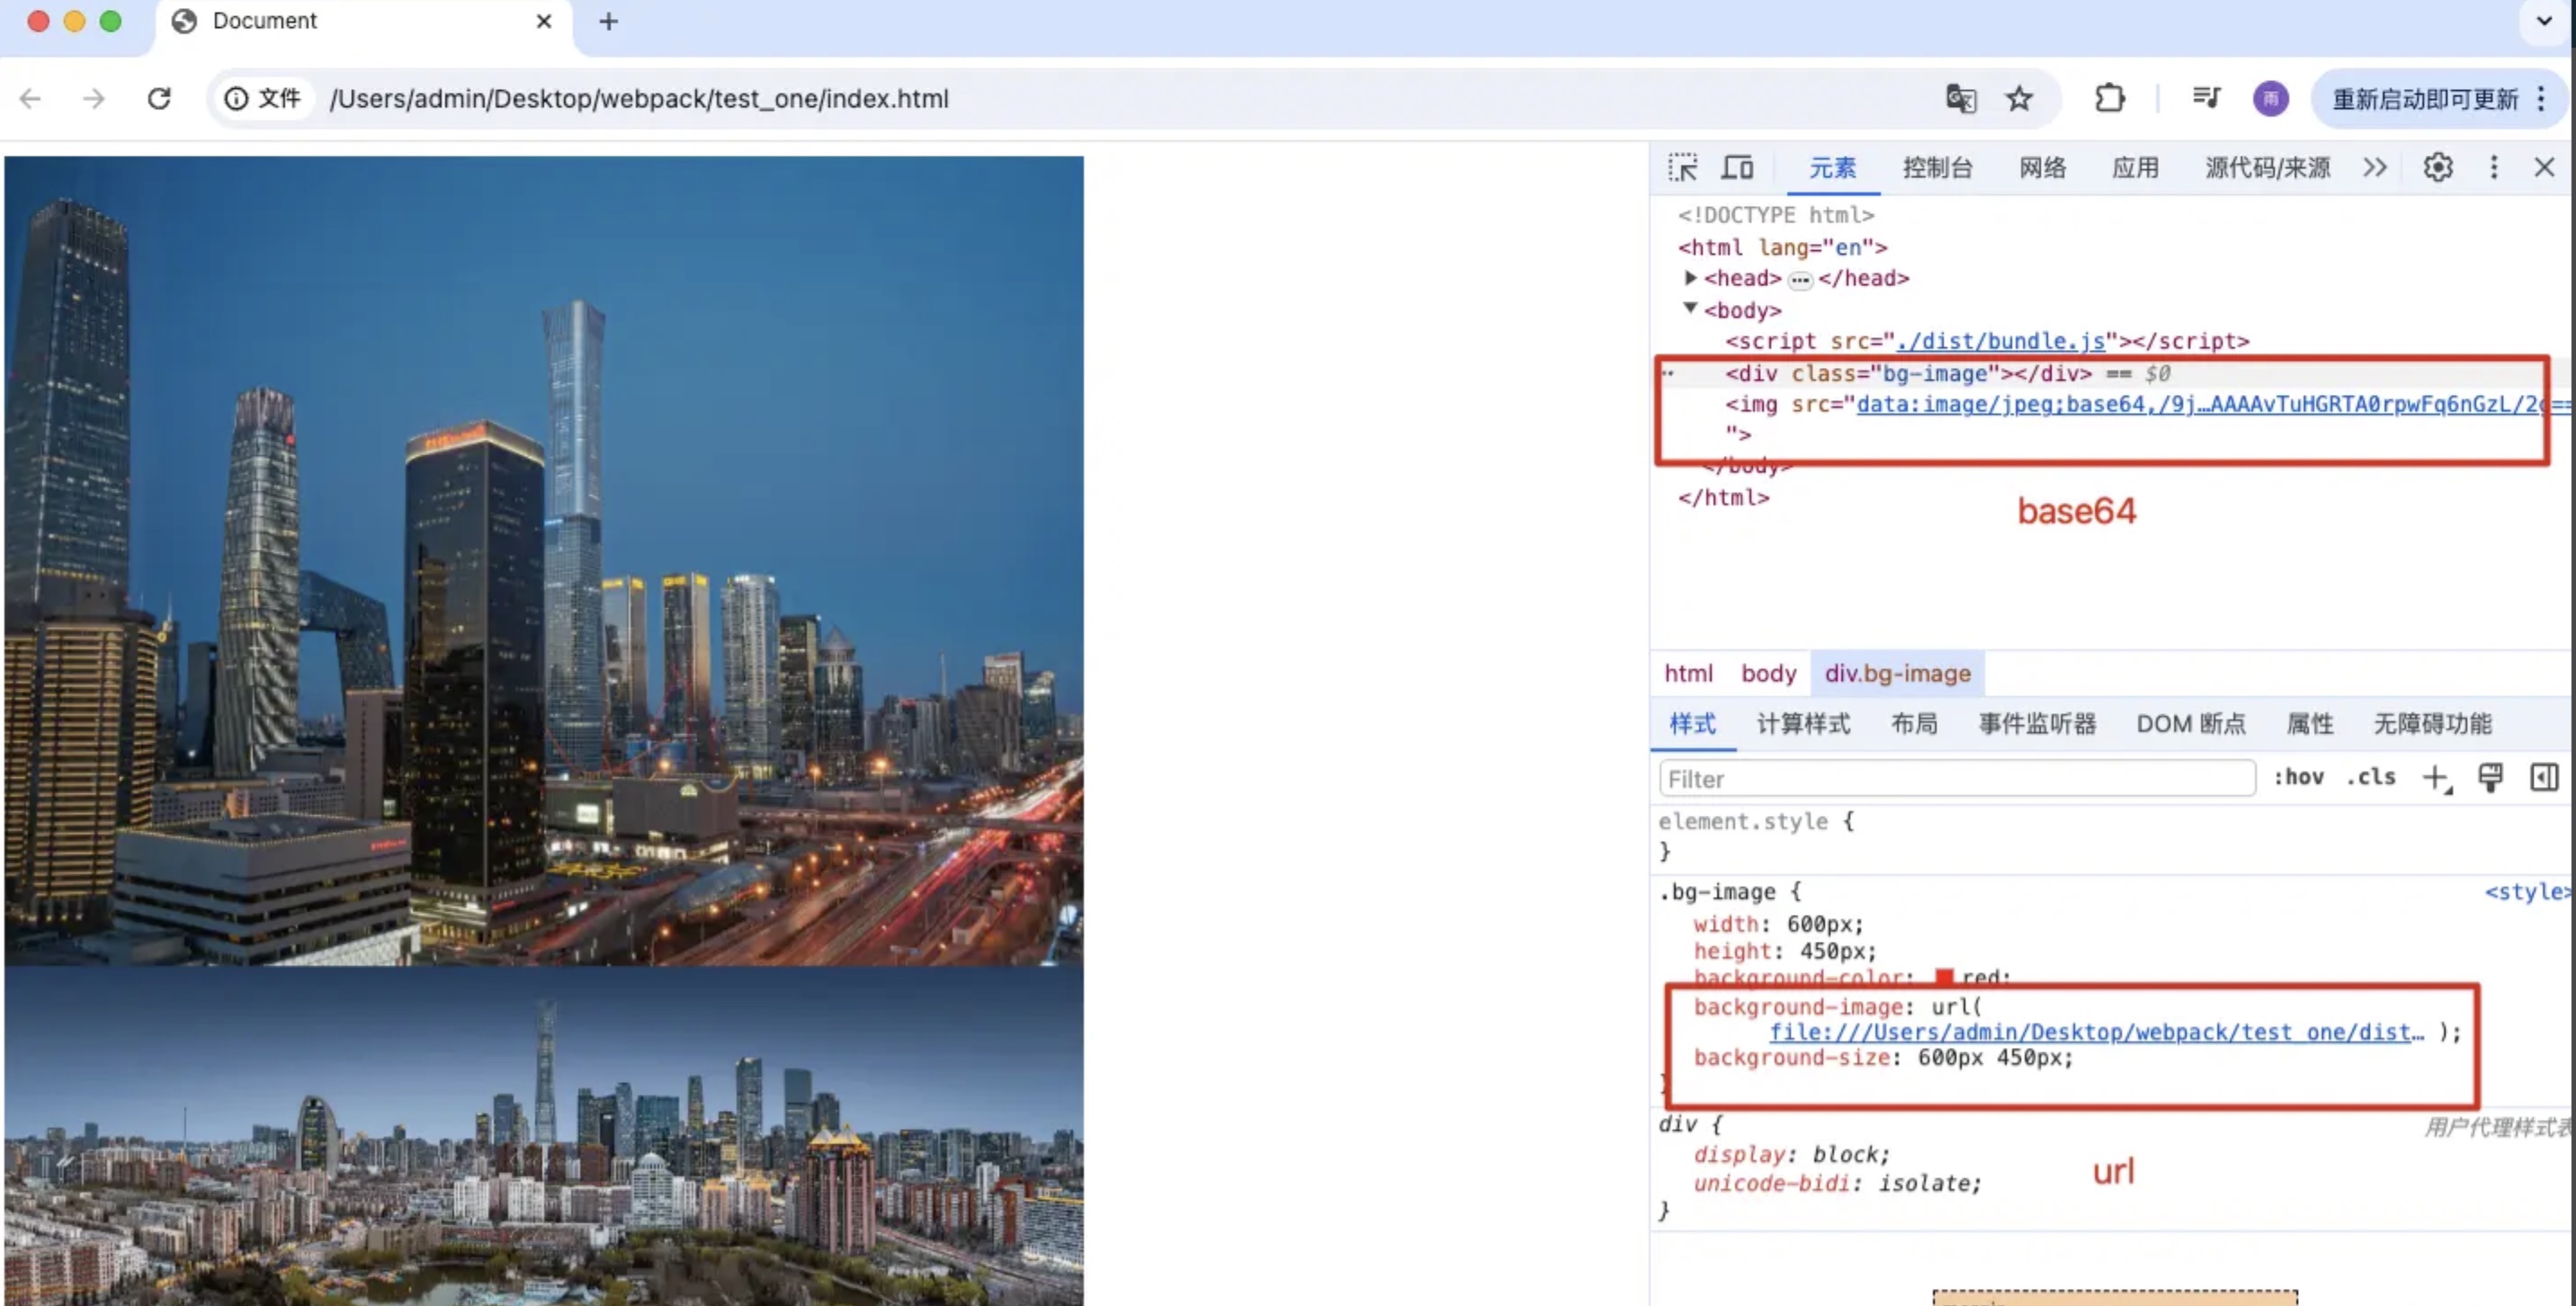 Document
文件 /Users/admin/Desktop/webpack/test_one/index.html
雨 重新启动即可更新
元素 控制台 网络 应用 源代码/来源
<!DOCTYPE html>
<html lang="en">
<head> … </head>
<body>
<script src="./dist/bundle.js"></script>
<div class="bg-image"></div> == $0
<img src="data:image/jpeg;base64,/9j…AAAAvTuHGRTA0rpwFq6nGzL/2Q==
">
</body>
</html>
base64
html body div.bg-image
样式 计算样式 布局 事件监听器 DOM 断点 属性 无障碍功能
Filter :hov .cls
element.style {
}
.bg-image { <style>
width: 600px;
height: 450px;
background-color: red;
background-image: url(
file:///Users/admin/Desktop/webpack/test_one/dist… );
background-size: 600px 450px;
}
div { 用户代理样式表
display: block;
unicode-bidi: isolate;
url
}